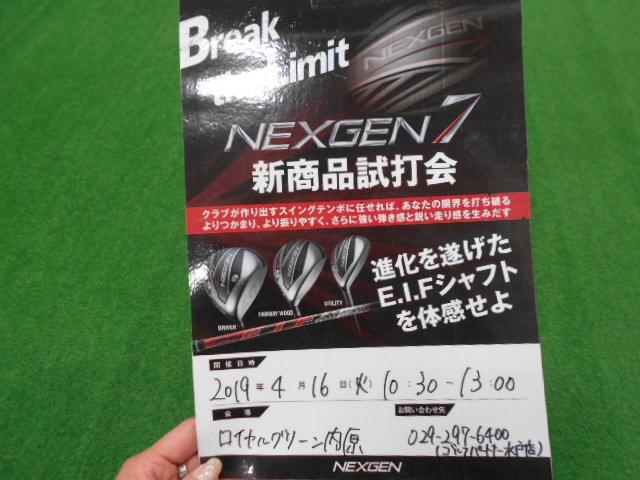 Break
the Limit
NEXGEN
NEXGEN 7
新商品試打会
クラブが作り出すスイングテンポに任せれば、あなたの限界を打ち破る
よりつかまり、より振りやすく、さらに強い弾き感と鋭い走り感を生みだす
進化を遂げた
E.I.Fシャフト
を体感せよ
NEXGEN
NEXGEN
DRIVER
FAIRWAY WOOD
UTILITY
開催日時
2019年 4月 16日(火) 10:30~13:00
会場
お問い合わせ先
ロイヤルグリーン内原
029-297-6400
(ゴルフパートナー水戸店)
NEXGEN